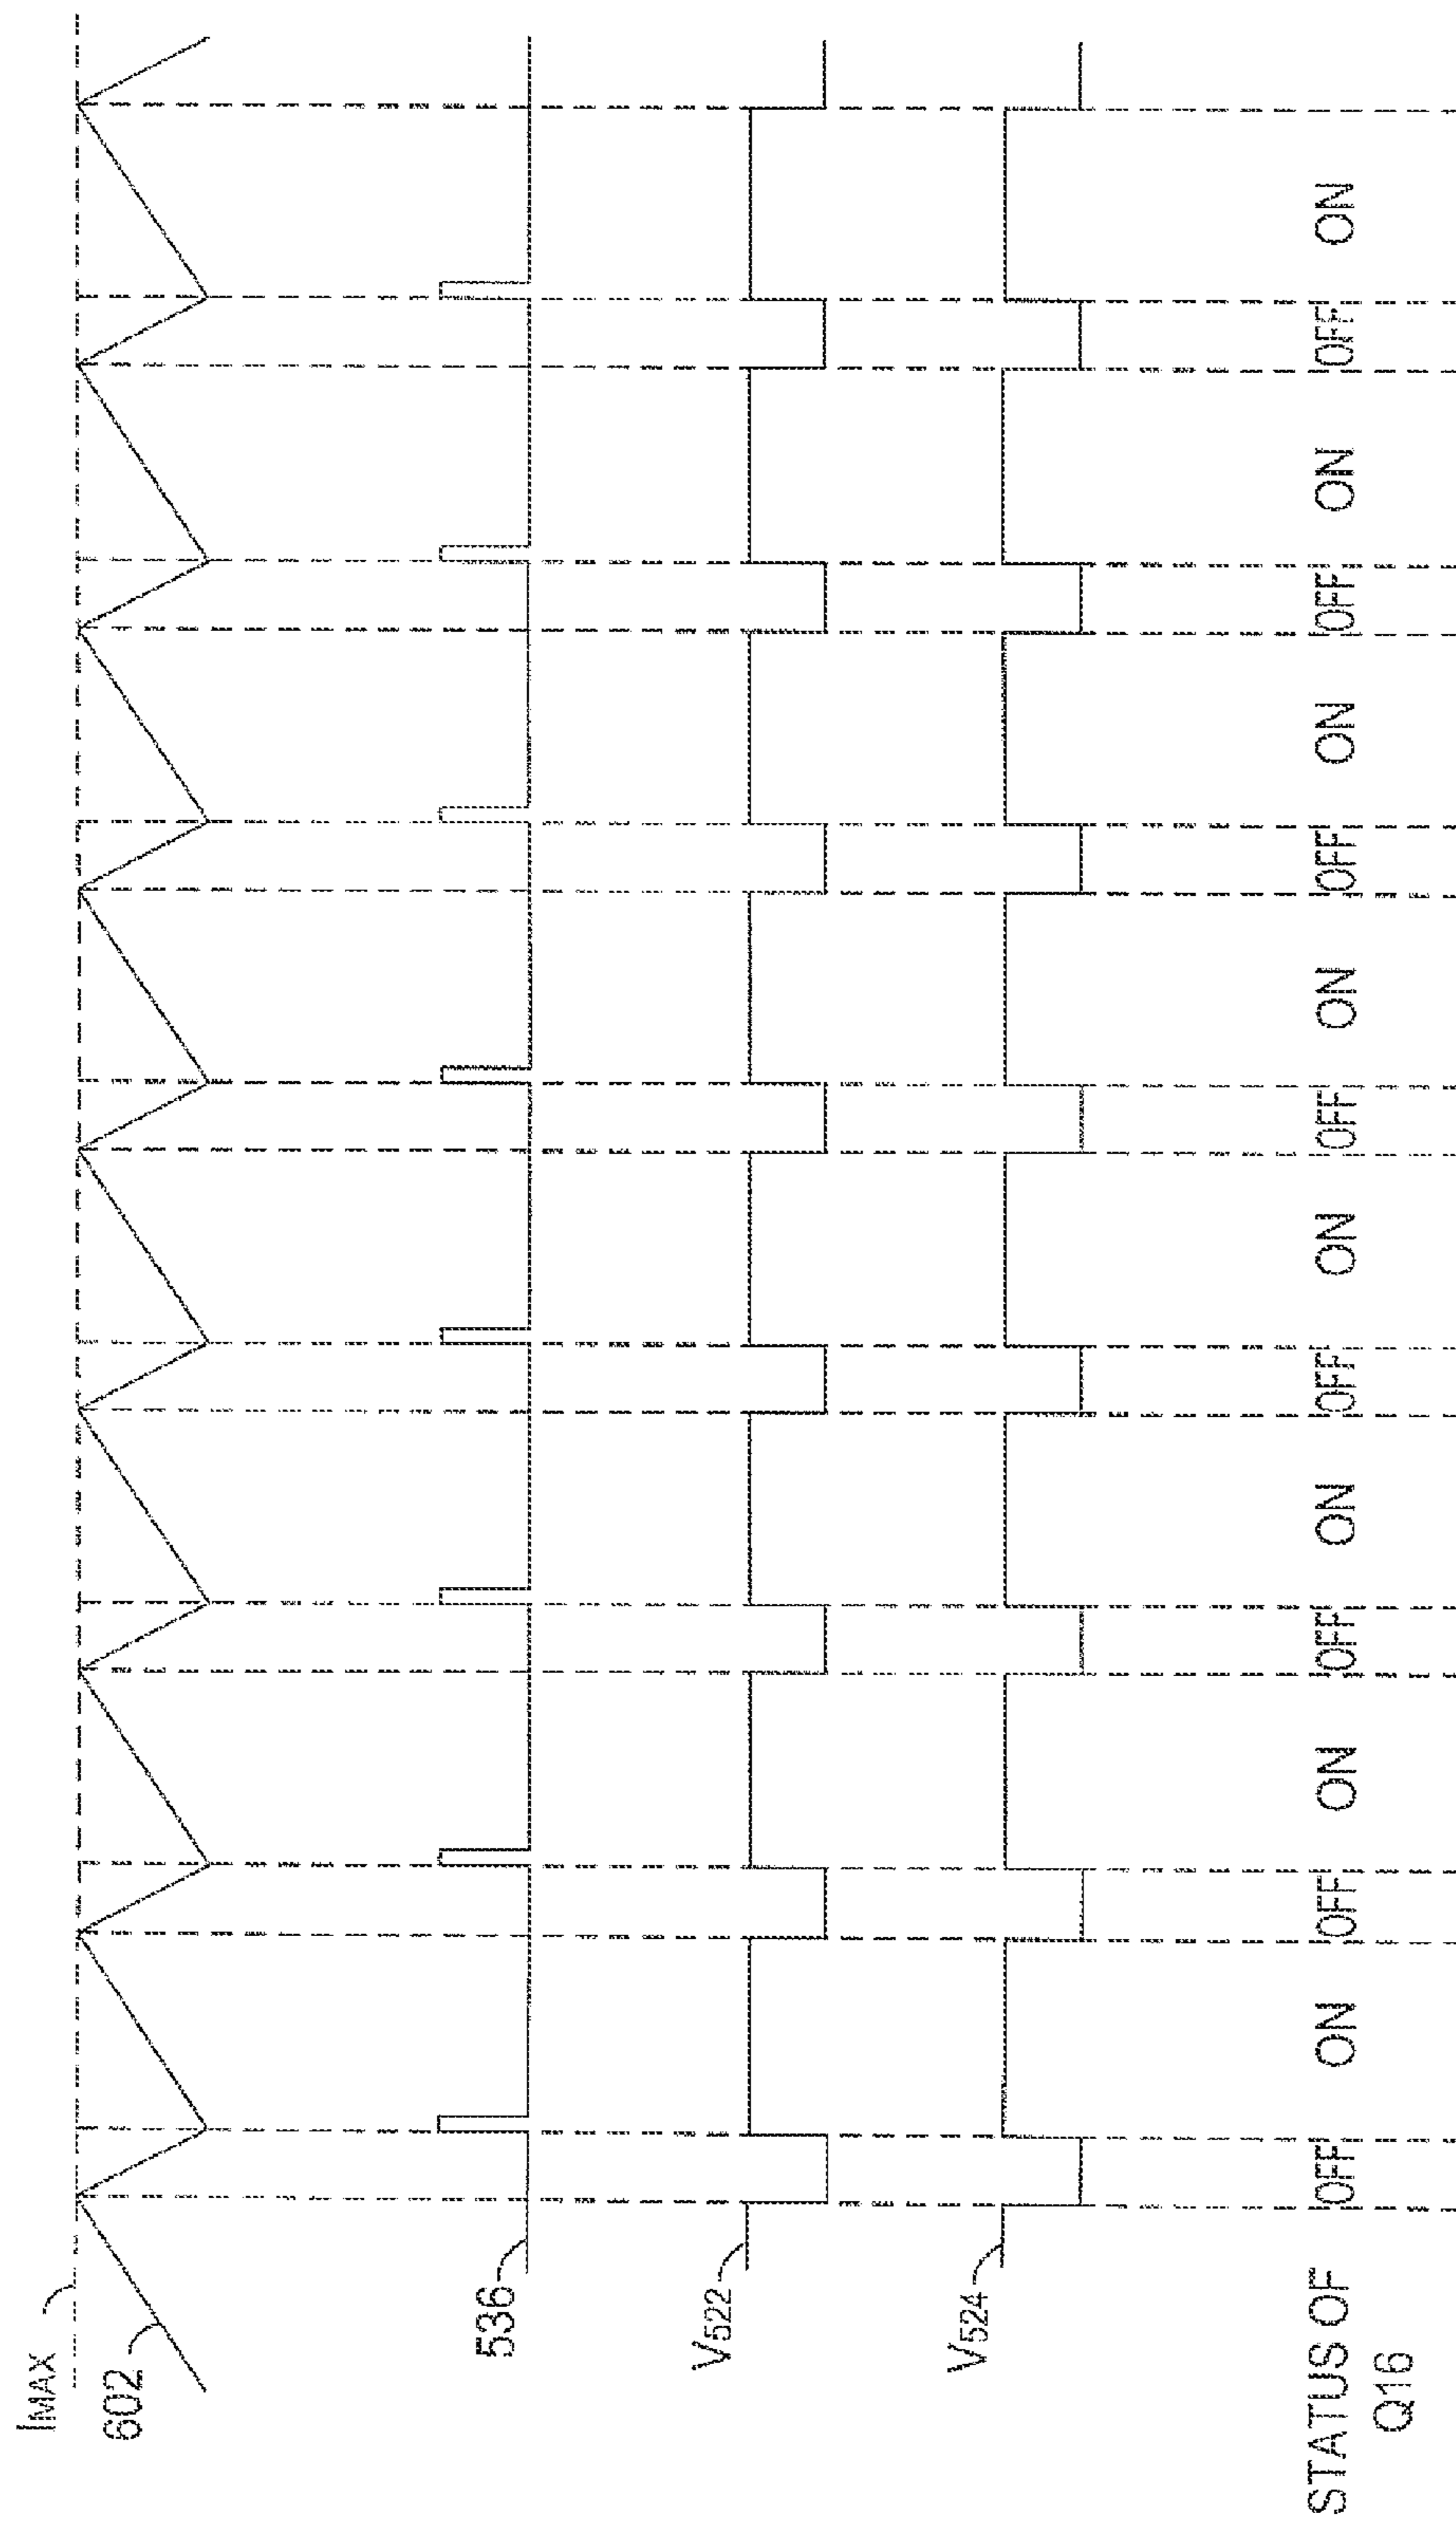 IMAX
602
536
V522
V524
STATUS OF
Q16
OFF ON OFF ON OFF ON OFF ON OFF ON OFF ON OFF ON OFF ON